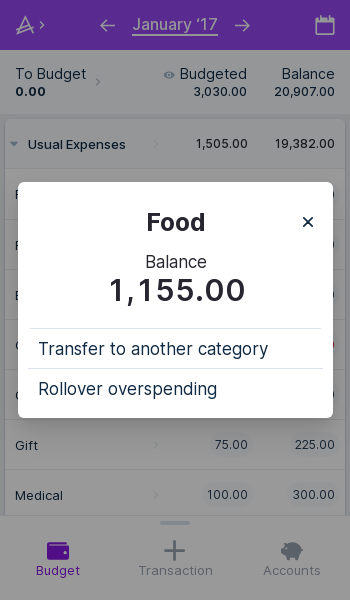 January ‘17
To Budget
0.00
Budgeted
3,030.00
Balance
20,907.00
Usual Expenses 1,505.00 19,382.00
Food
Balance
1,155.00
Transfer to another category
Rollover overspending
Gift 75.00 225.00
Medical 100.00 300.00
Budget
Transaction
Accounts